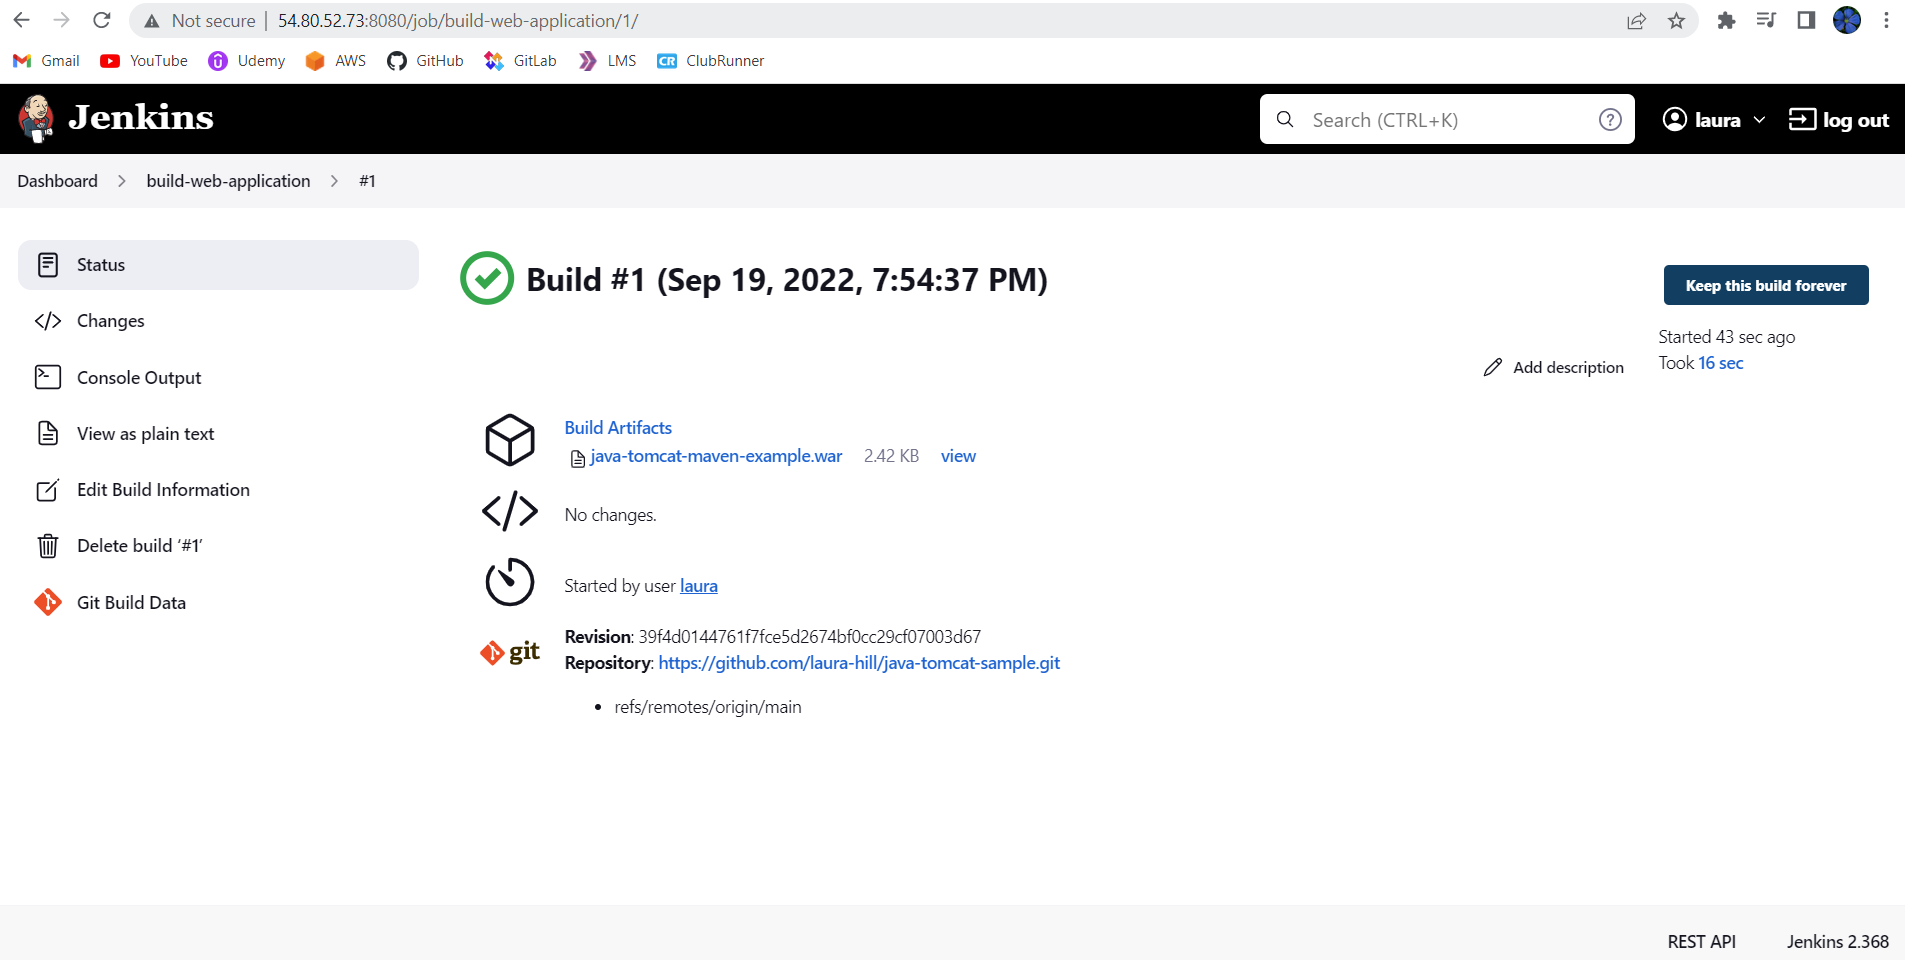 Not secure | 54.80.52.73:8080/job/build-web-application/1/
Gmail YouTube Udemy AWS GitHub GitLab LMS CR ClubRunner
Jenkins Search (CTRL+K) ? laura log out
Dashboard > build-web-application > #1
Status
Changes
Console Output
View as plain text
Edit Build Information
Delete build ‘#1’
Git Build Data
Build #1 (Sep 19, 2022, 7:54:37 PM)
Keep this build forever
Started 43 sec ago
Took 16 sec
Add description
Build Artifacts
java-tomcat-maven-example.war 2.42 KB view
No changes.
Started by user laura
git
Revision: 39f4d0144761f7fce5d2674bf0cc29cf07003d67
Repository: https://github.com/laura-hill/java-tomcat-sample.git
• refs/remotes/origin/main
REST API Jenkins 2.368